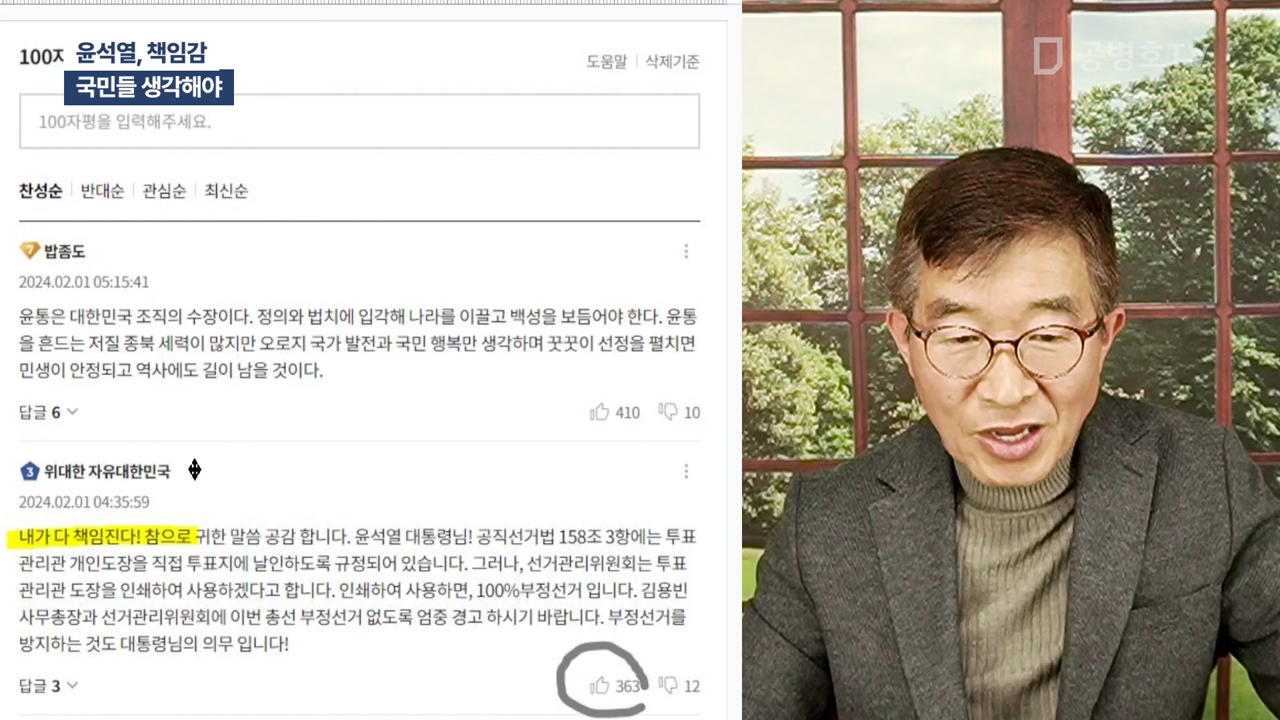 100자
윤석열, 책임감
국민들 생각해야
도움말 삭제기준
공병호TV
100자평을 입력해주세요.
찬성순 반대순 관심순 최신순
7 밥좀도
2024.02.01 05:15:41
윤통은 대한민국 조직의 수장이다. 정의와 법치에 입각해 나라를 이끌고 백성을 보듬어야 한다. 윤통
을 흔드는 저질 종북 세력이 많지만 오로지 국가 발전과 국민 행복만 생각하며 꿋꿋이 선정을 펼치면
민생이 안정되고 역사에도 길이 남을 것이다.
답글 6 410 10
3 위대한 자유대한민국
2024.02.01 04:35:59
내가 다 책임진다! 참으로 귀한 말씀 공감 합니다. 윤석열 대통령님! 공직선거법 158조 3항에는 투표
관리관 개인도장을 직접 투표지에 날인하도록 규정되어 있습니다. 그러나, 선거관리위원회는 투표
관리관 도장을 인쇄하여 사용하겠다고 합니다. 인쇄하여 사용하면, 100%부정선거 입니다. 김용빈
사무총장과 선거관리위원회에 이번 총선 부정선거 없도록 엄중 경고 하시기 바랍니다. 부정선거를
방지하는 것도 대통령님의 의무 입니다!
답글 3 363 12